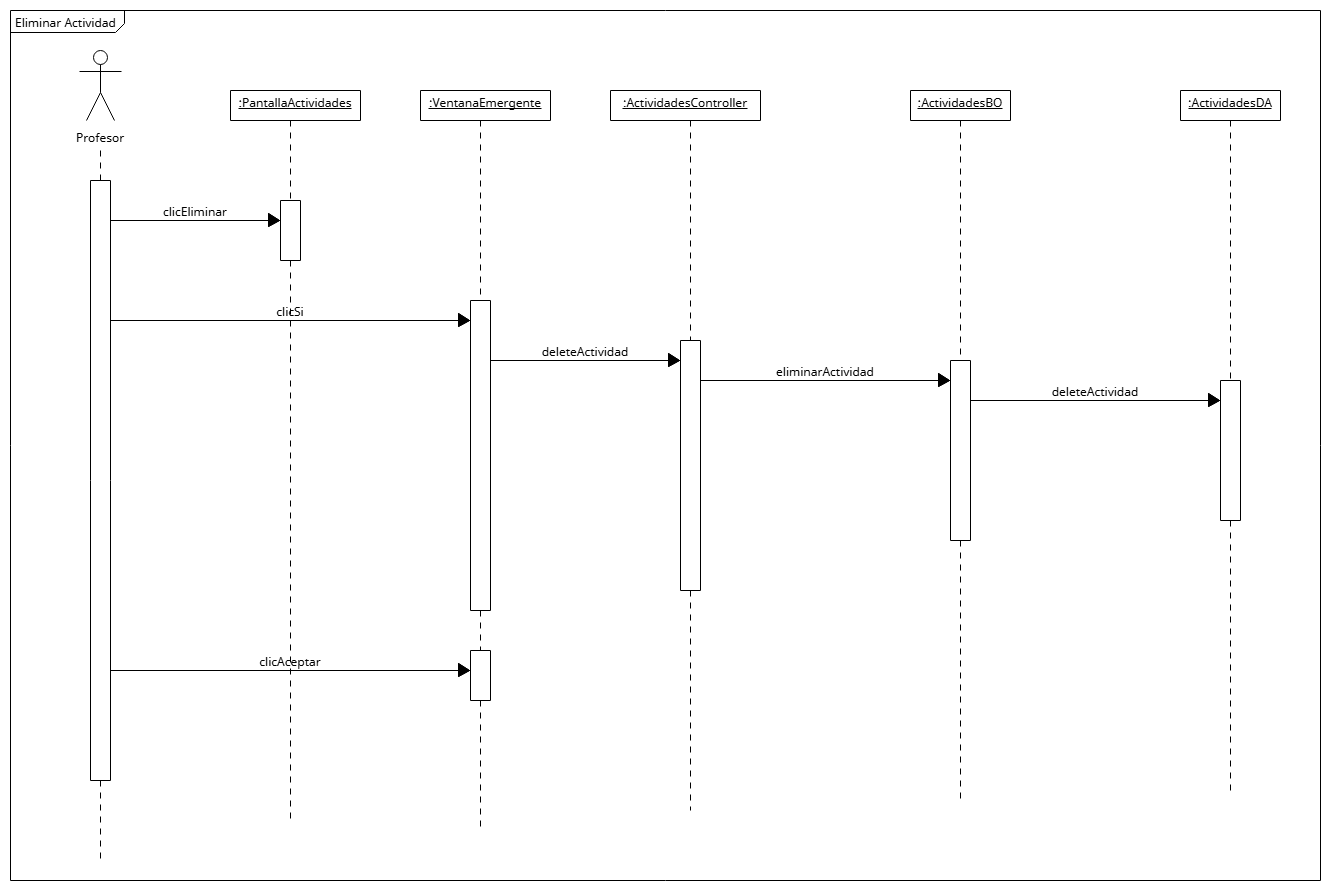 Eliminar Actividad
Profesor
:PantallaActividades
:VentanaEmergente
:ActividadesController
:ActividadesBO
:ActividadesDA
clicEliminar
clicSi
deleteActividad
eliminarActividad
deleteActividad
clicAceptar